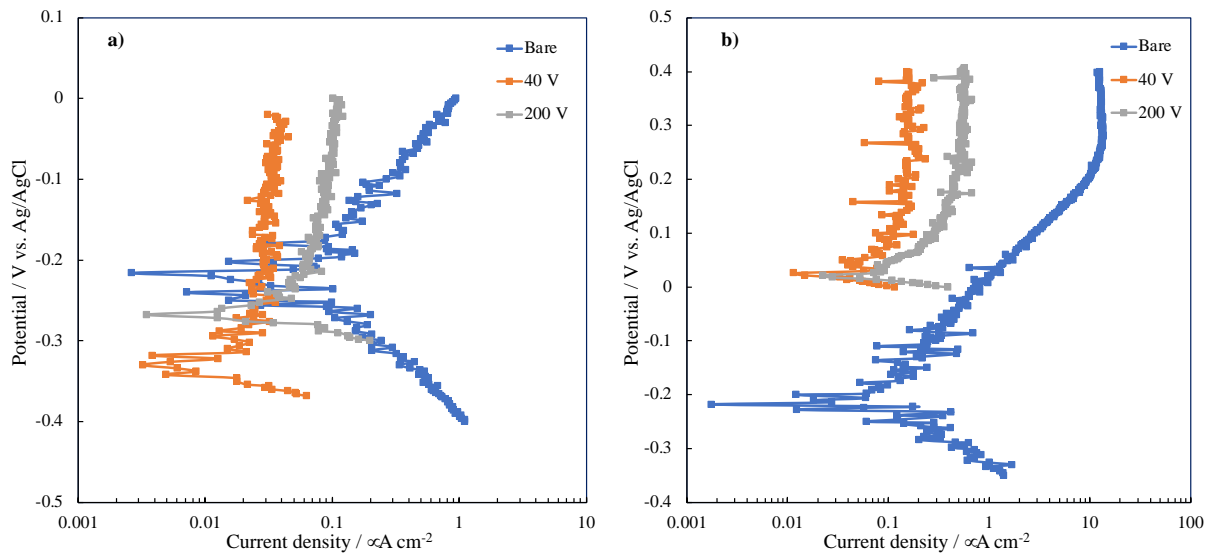 a)
Bare
40 V
200 V
0.1
0
-0.1
-0.2
-0.3
-0.4
-0.5
Potential / V vs. Ag/AgCl
0.001 0.01 0.1 1 10
Current density / ∝A cm-2
b)
Bare
40 V
200 V
0.5
0.4
0.3
0.2
0.1
0
-0.1
-0.2
-0.3
-0.4
Potential / V vs. Ag/AgCl
0.001 0.01 0.1 1 10 100
Current density / ∝A cm-2